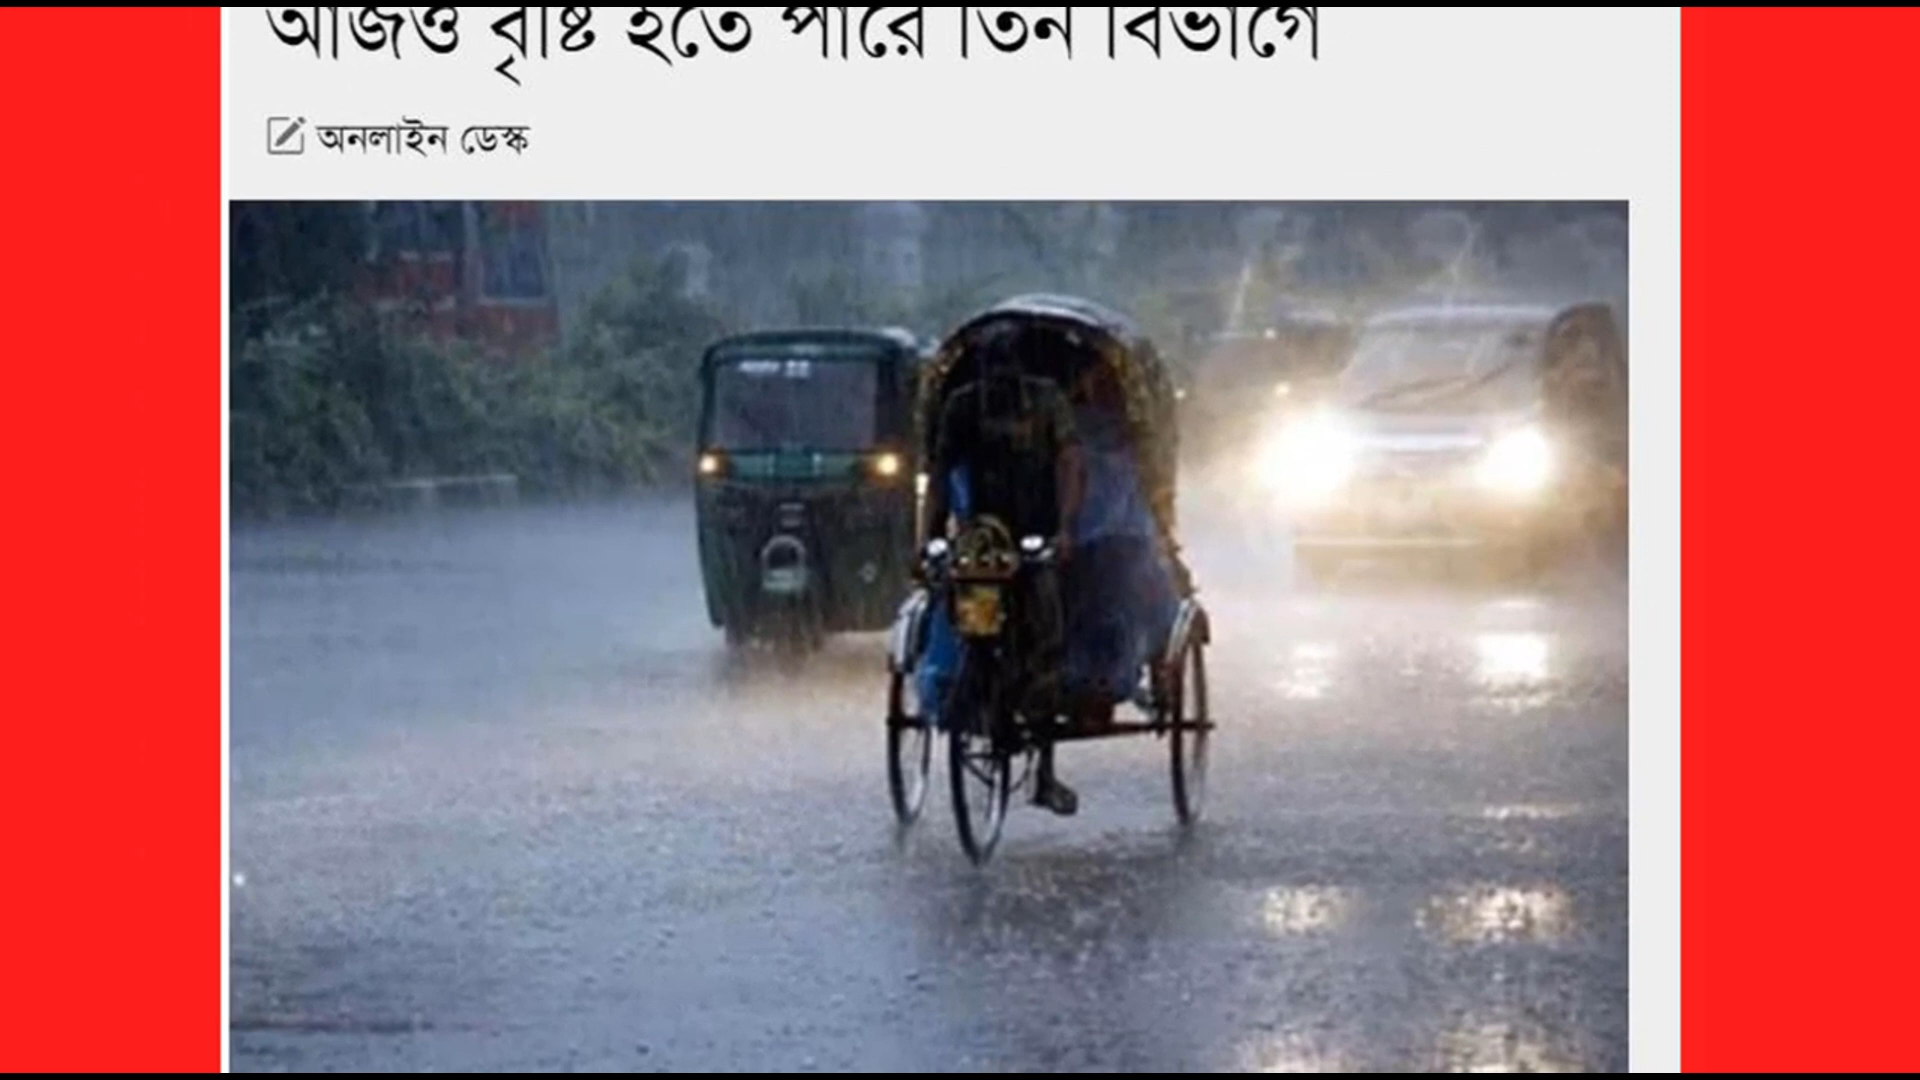 আজও বৃষ্টি হতে পারে তিন বিভাগে
অনলাইন ডেস্ক